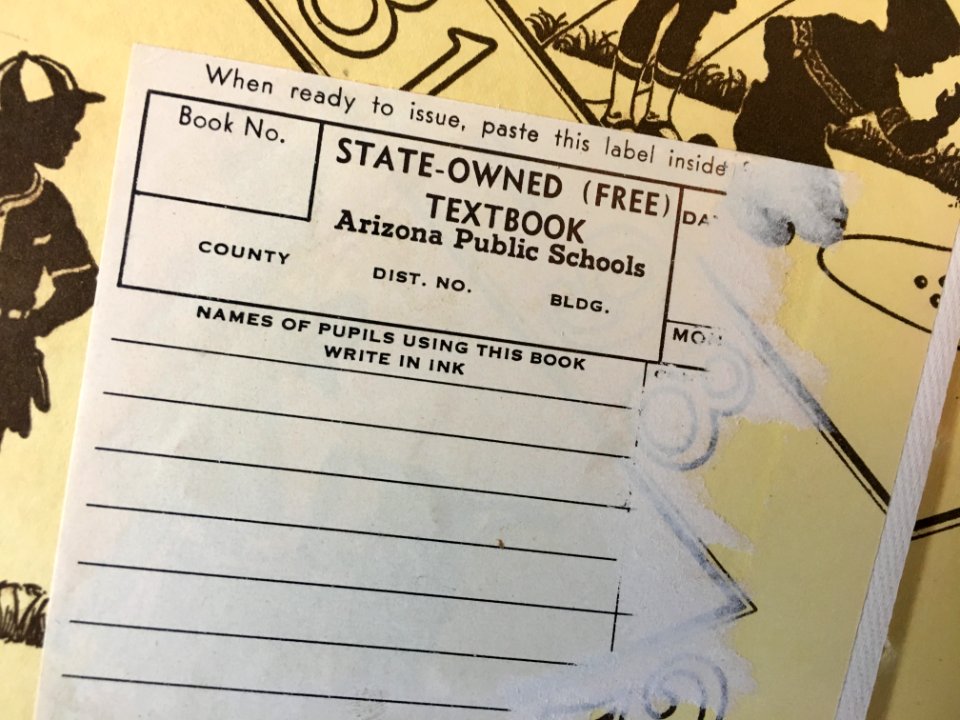 When ready to issue, paste this label inside
Book No.
STATE-OWNED (FREE)
TEXTBOOK
Arizona Public Schools
COUNTY
DIST. NO.
BLDG.
NAMES OF PUPILS USING THIS BOOK
WRITE IN INK